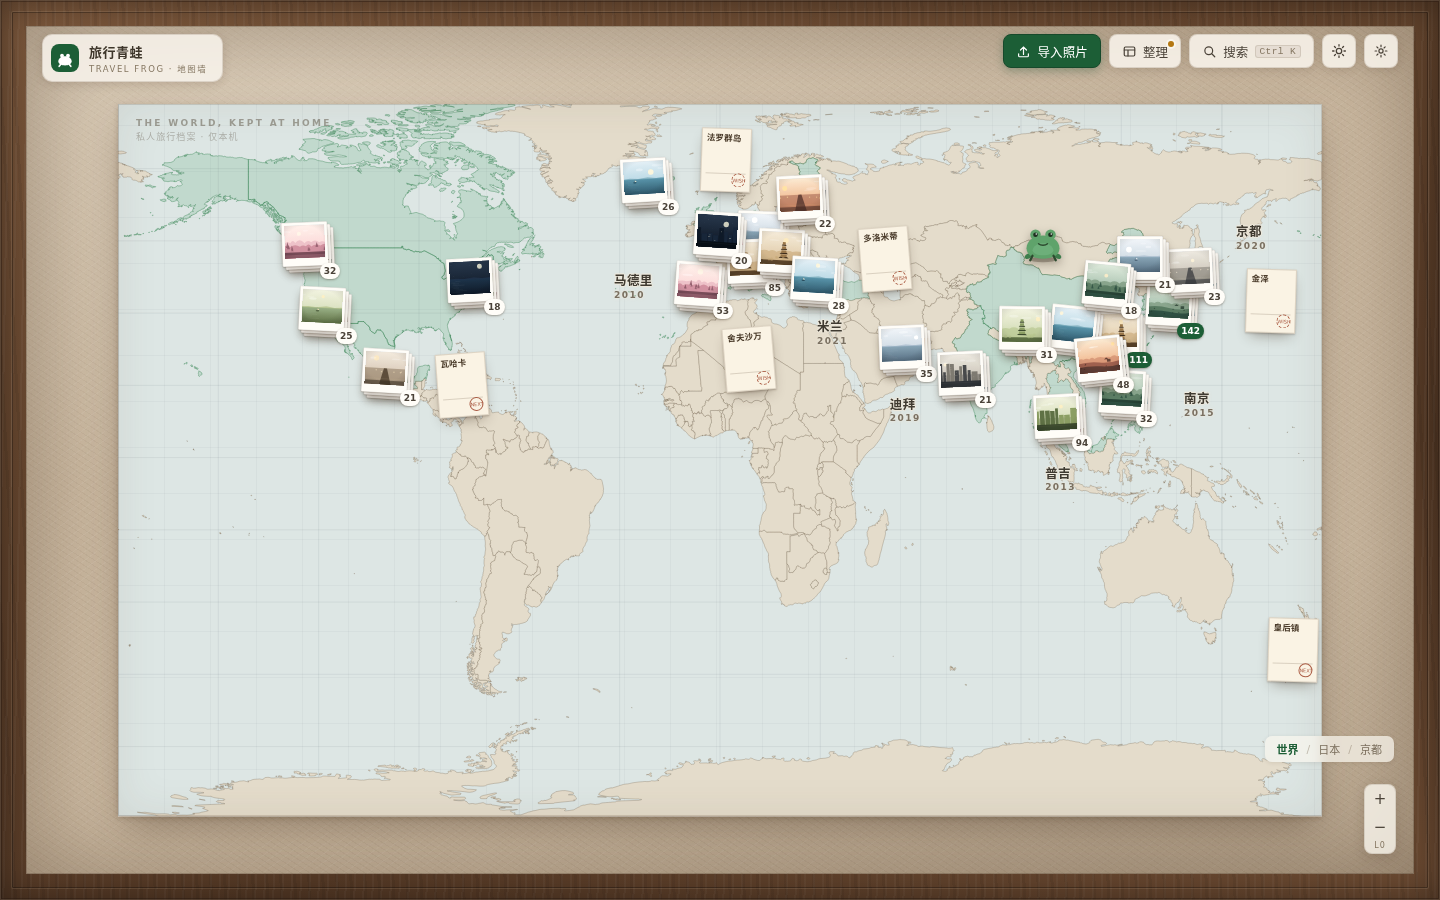 旅行青蛙
TRAVEL FROG · 地图墙
导入照片
整理
搜索 Ctrl K
THE WORLD, KEPT AT HOME
私人旅行档案 · 仅本机
法罗群岛
26
22
京都
2020
多洛米蒂
32
20
马德里
2010
18
85
53
28
21
23
18
金泽
25
米兰
2021
舍夫沙万
142
31
111
瓦哈卡
NEXT
21
35
21
48
迪拜
2019
南京
2015
32
94
普吉
2013
皇后镇
NEXT
世界 / 日本 / 京都
+
−
L0